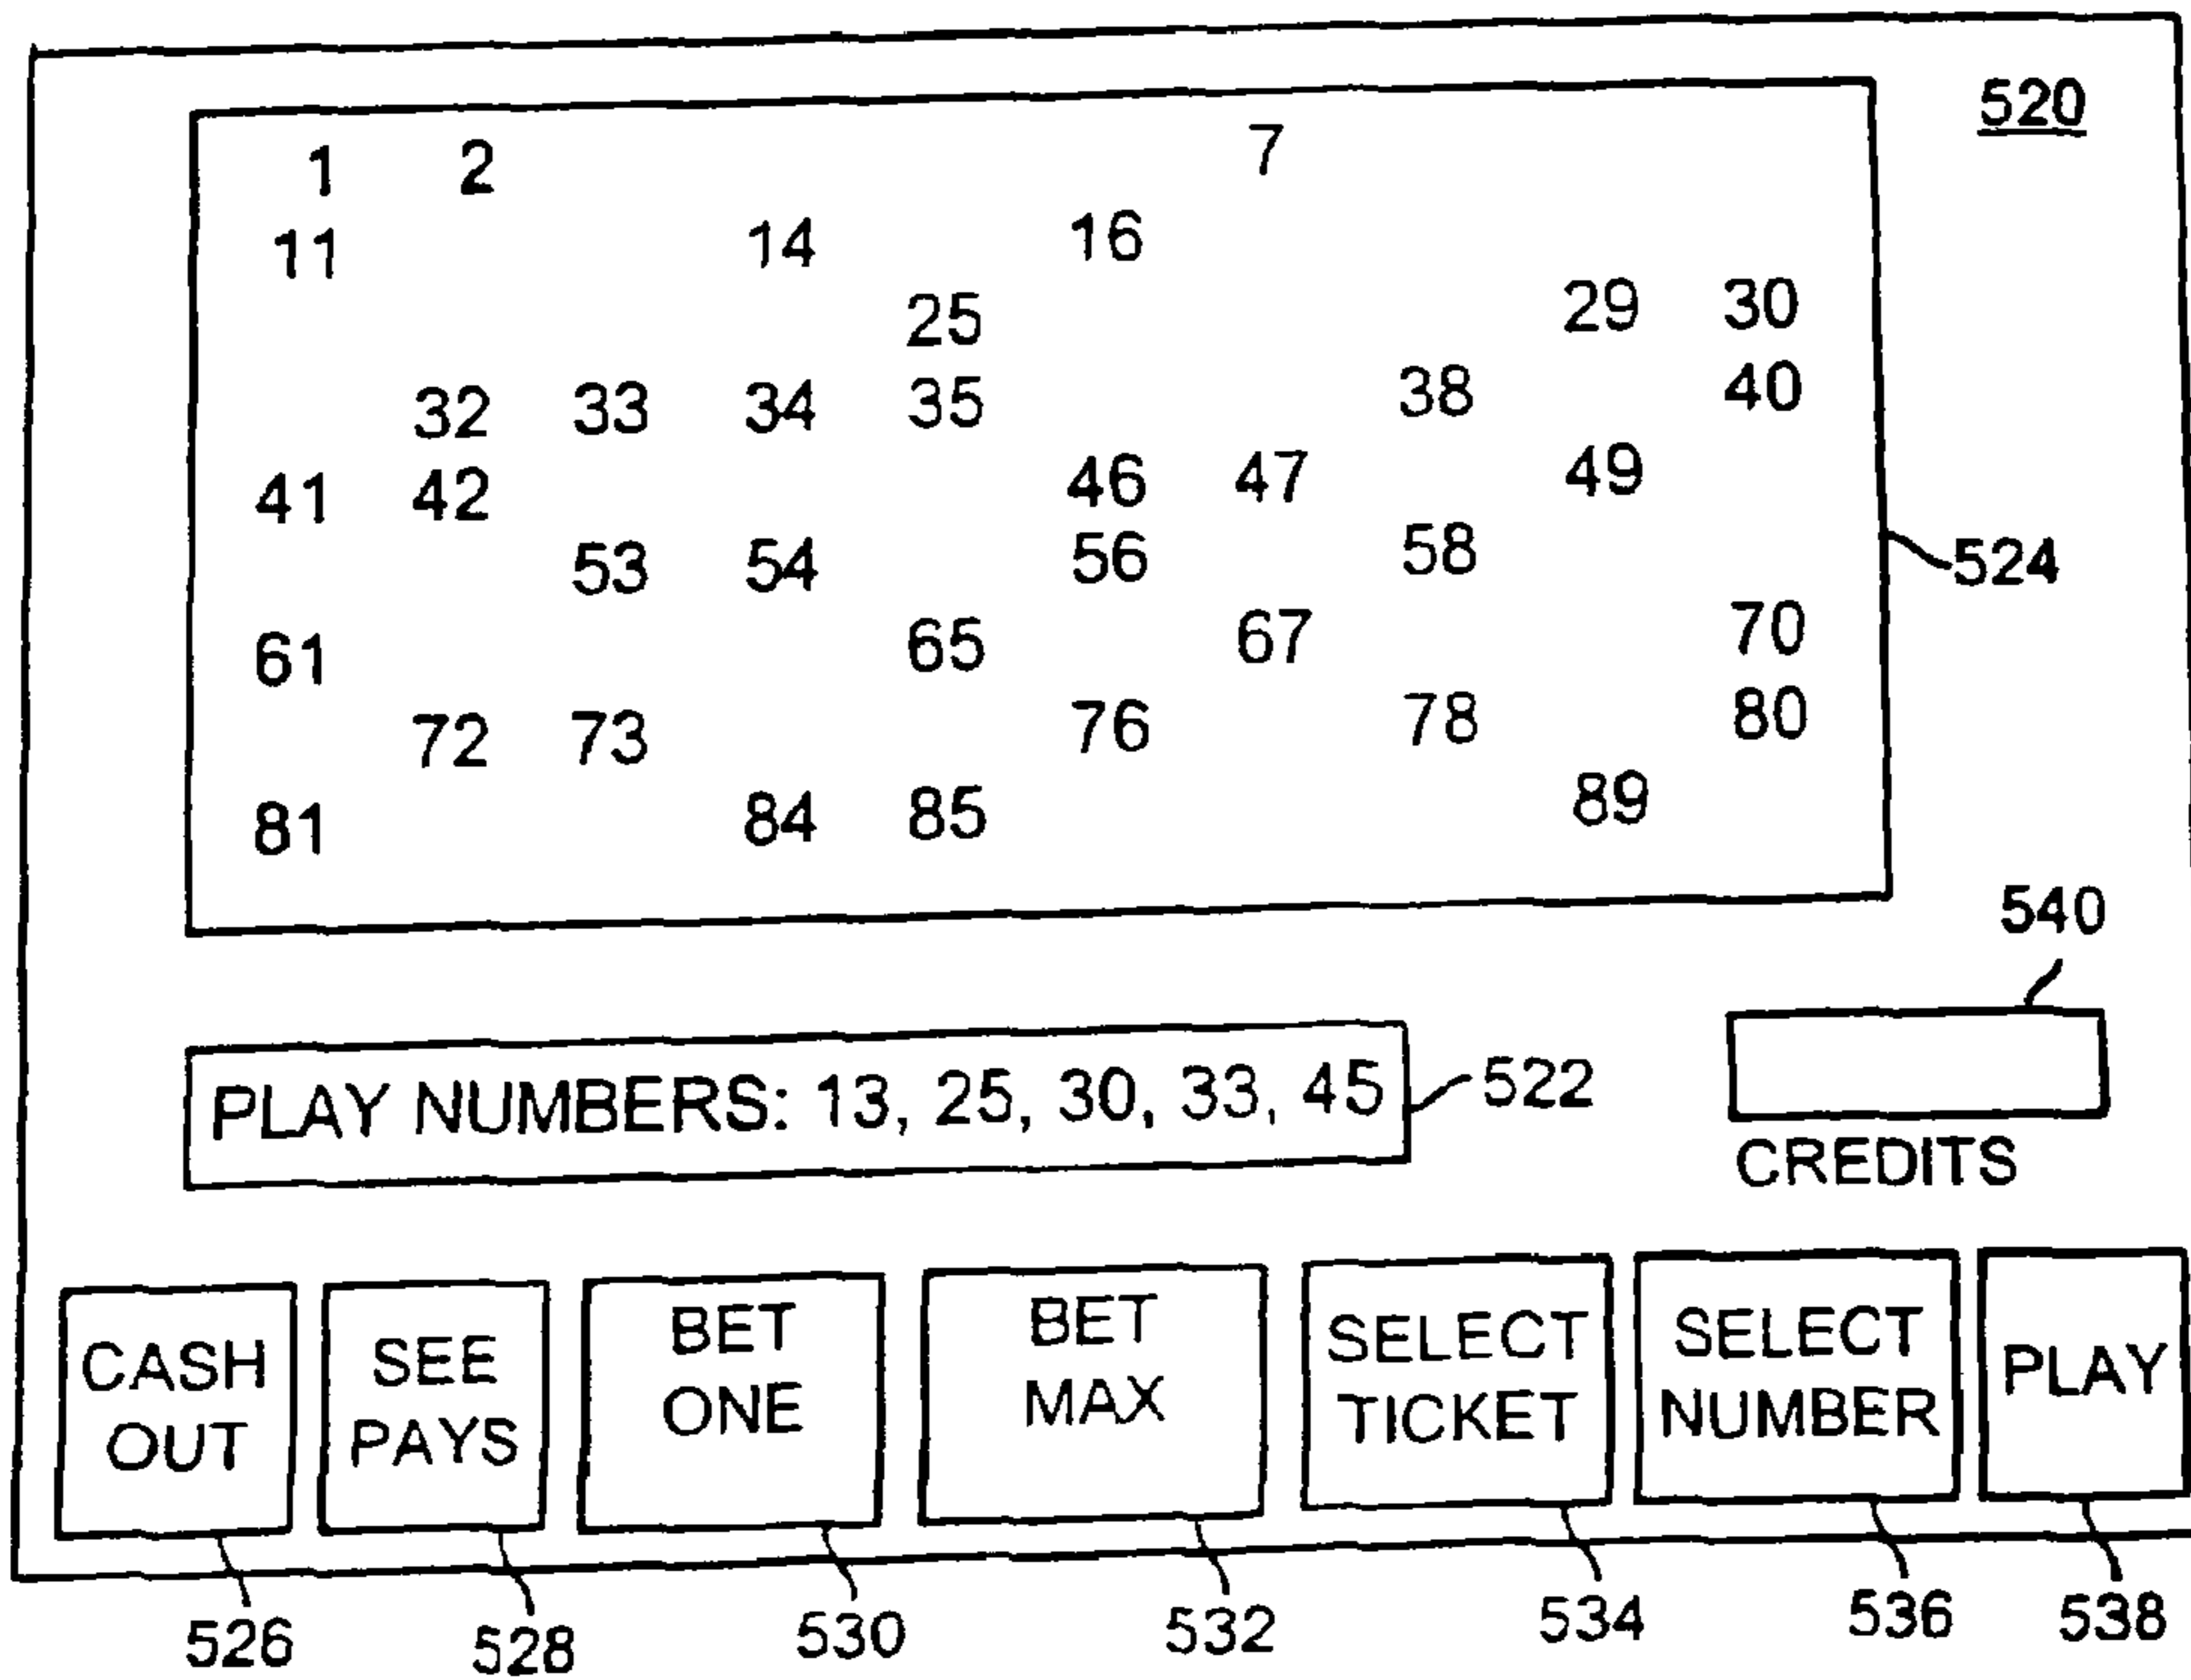 520
1 2 7
11 14 16
25 29 30
32 33 34 35 38 40
41 42 46 47 49
53 54 56 58
524
61 65 67 70
72 73 76 78 80
81 84 85 89
540
PLAY NUMBERS: 13, 25, 30, 33, 45
522
CREDITS
CASH
OUT
SEE
PAYS
BET
ONE
BET
MAX
SELECT
TICKET
SELECT
NUMBER
PLAY
526 528 530 532 534 536 538